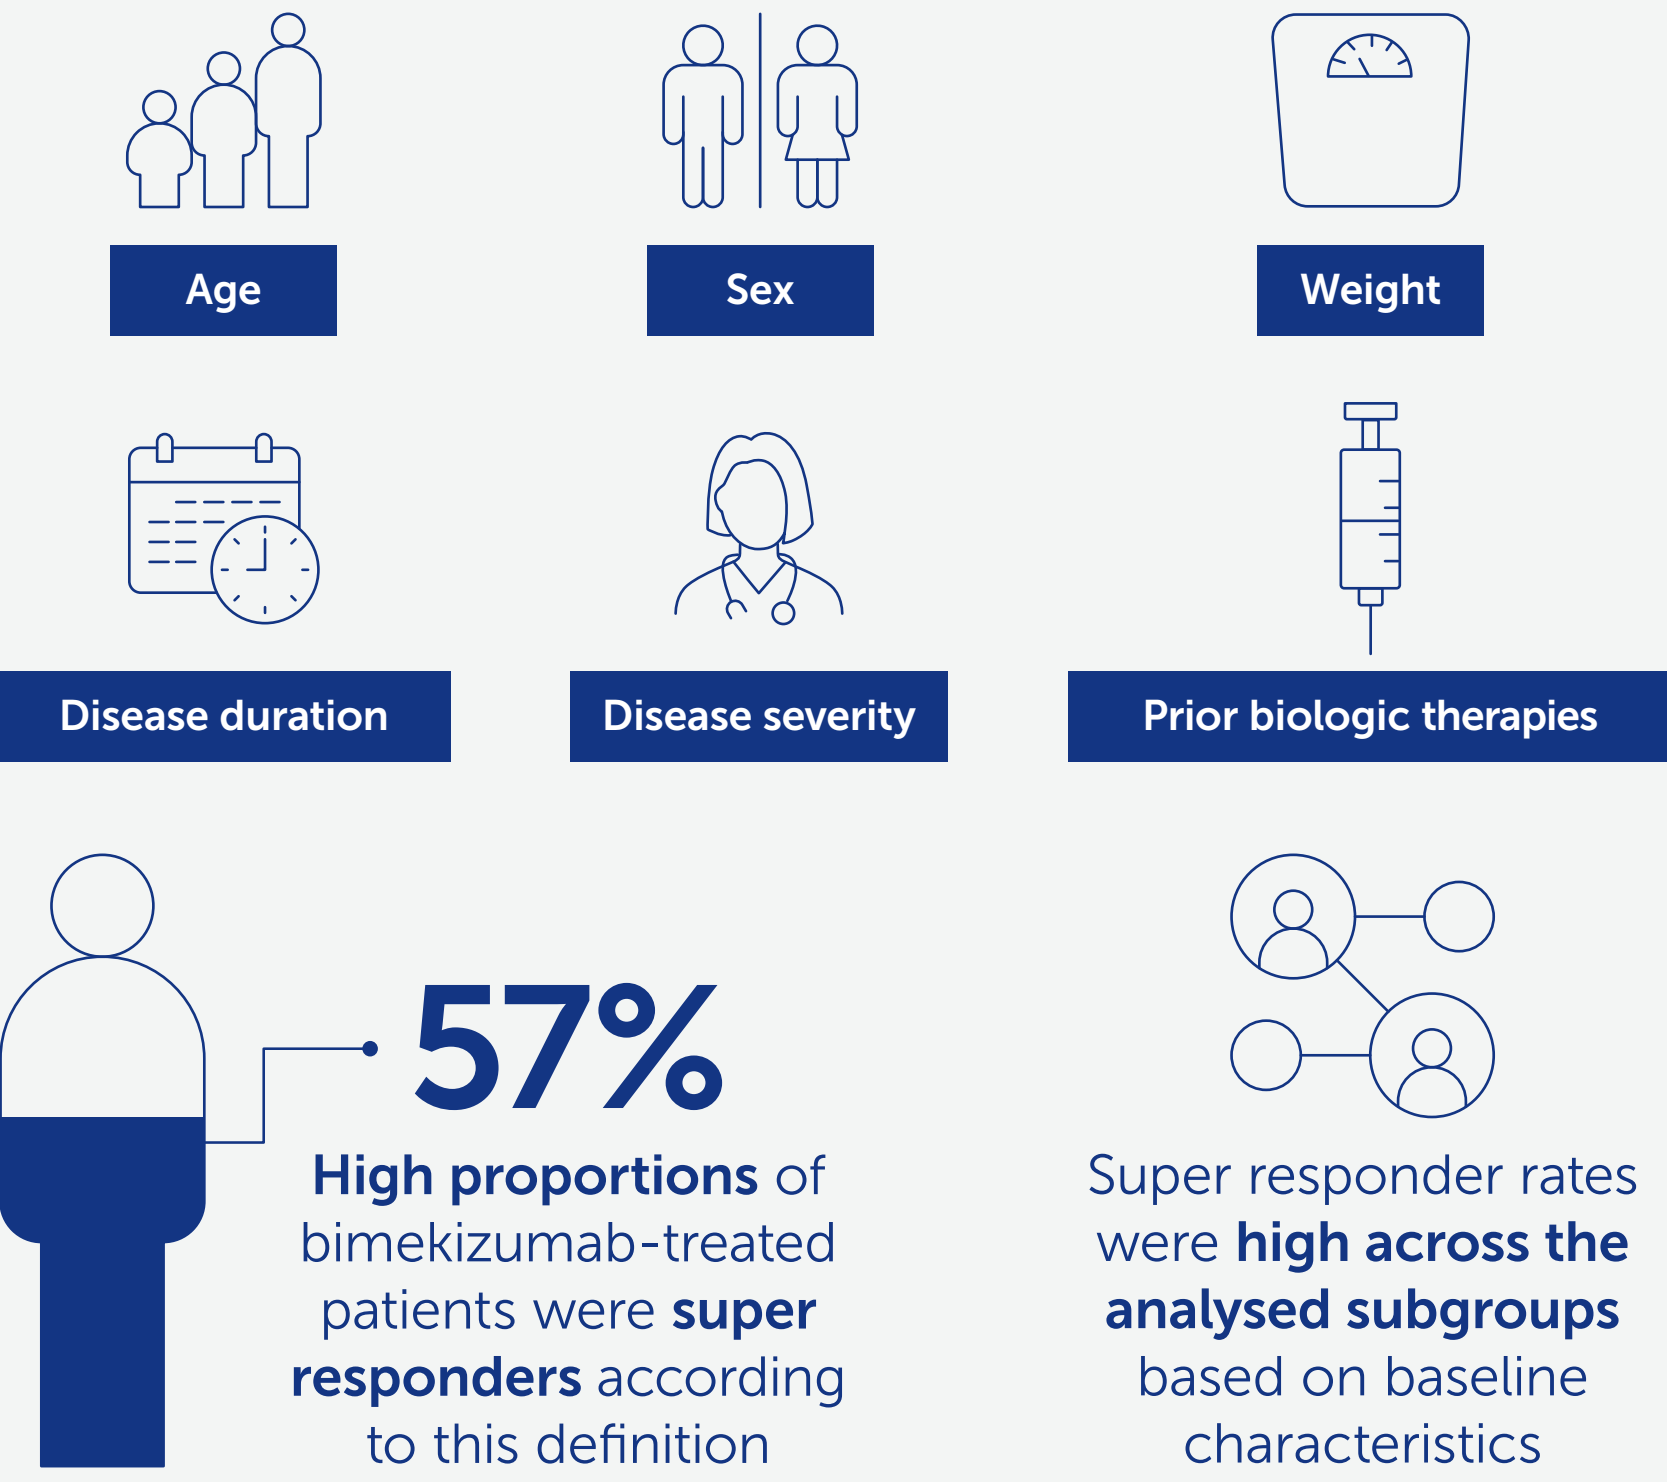 Age
Sex
Weight
Disease duration
Disease severity
Prior biologic therapies
57%
High proportions of
bimekizumab-treated
patients were super
responders according
to this definition
Super responder rates
were high across the
analysed subgroups
based on baseline
characteristics